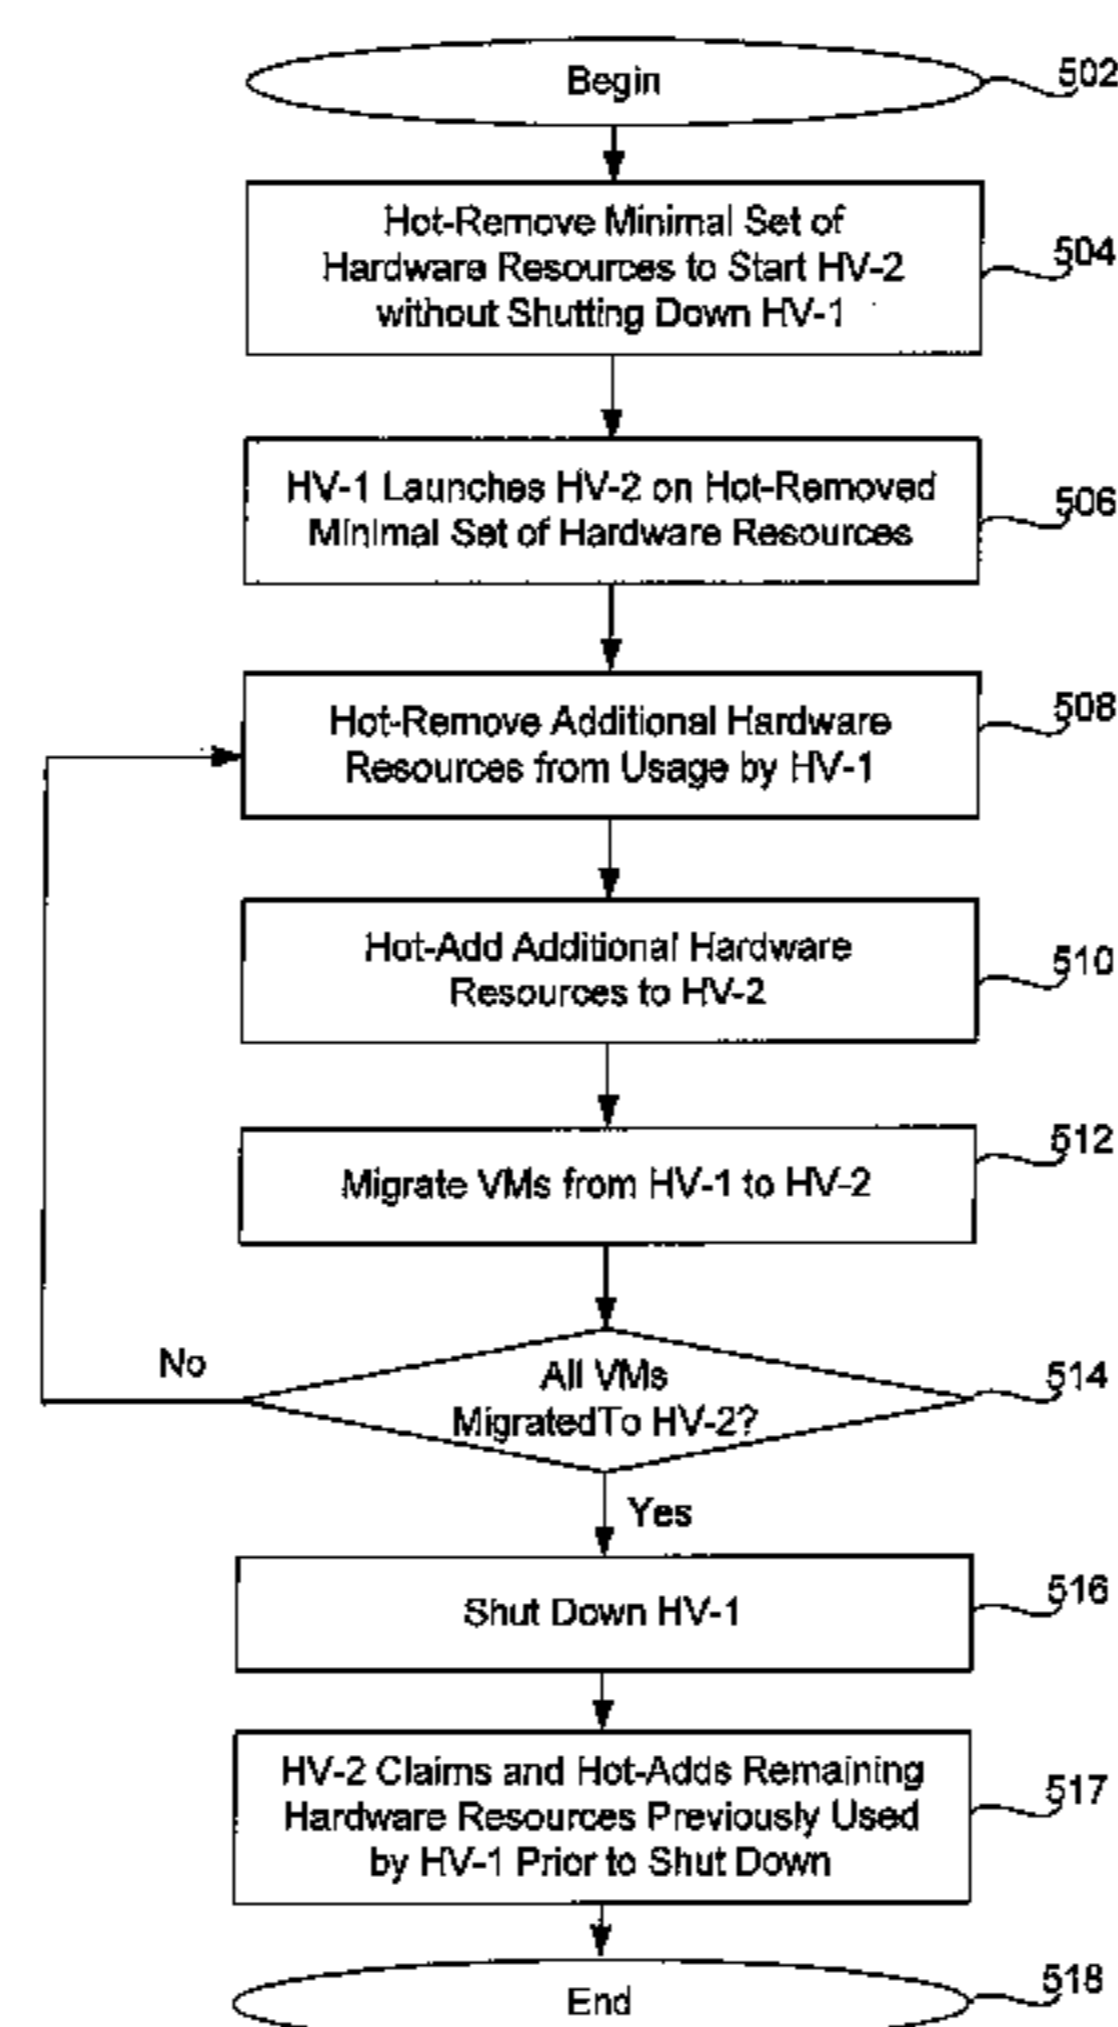 Begin
502
Hot-Remove Minimal Set of
Hardware Resources to Start HV-2
without Shutting Down HV-1
504
HV-1 Launches HV-2 on Hot-Removed
Minimal Set of Hardware Resources
506
Hot-Remove Additional Hardware
Resources from Usage by HV-1
508
Hot-Add Additional Hardware
Resources to HV-2
510
Migrate VMs from HV-1 to HV-2
512
All VMs
MigratedTo HV-2?
514
No
Yes
Shut Down HV-1
516
HV-2 Claims and Hot-Adds Remaining
Hardware Resources Previously Used
by HV-1 Prior to Shut Down
517
End
518